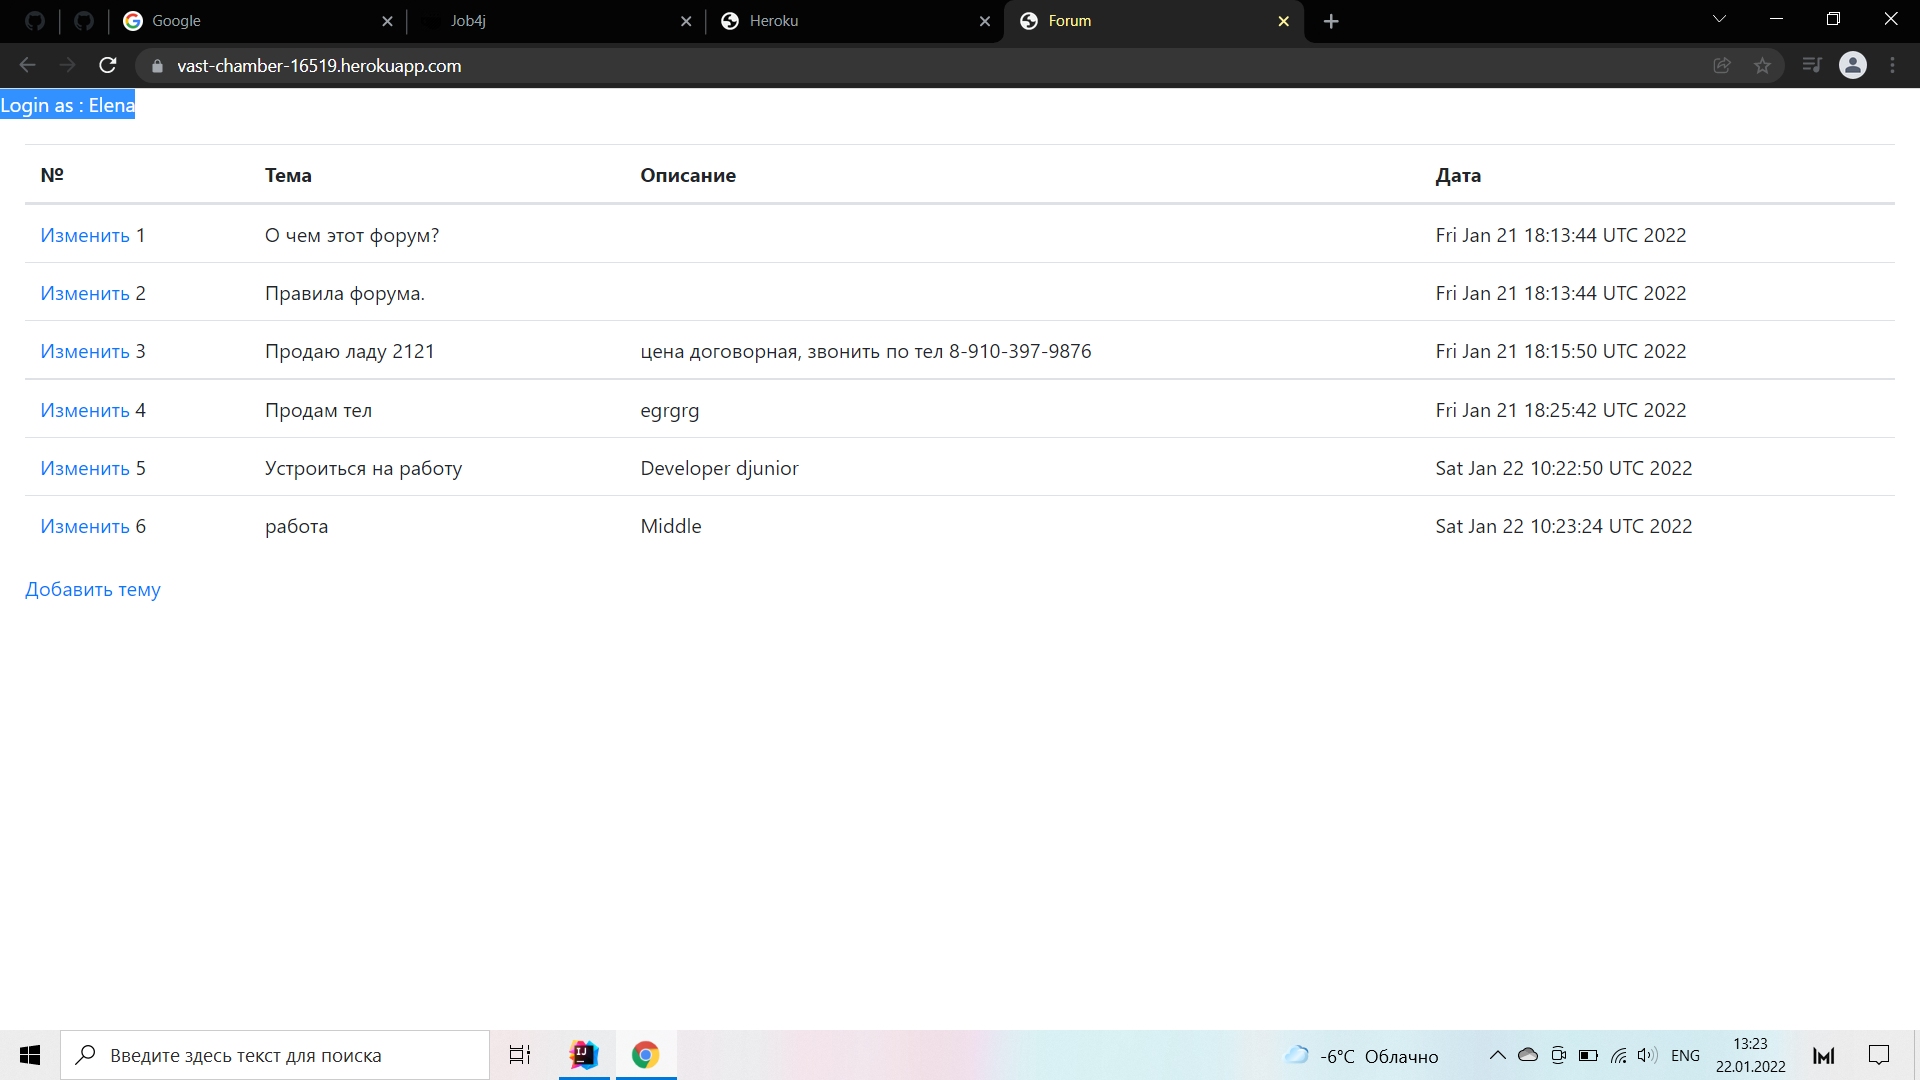 Google
Job4j
Heroku
Forum
vast-chamber-16519.herokuapp.com
Login as : Elena
№ Тема Описание Дата
Изменить 1 О чем этот форум? Fri Jan 21 18:13:44 UTC 2022
Изменить 2 Правила форума. Fri Jan 21 18:13:44 UTC 2022
Изменить 3 Продаю ладу 2121 цена договорная, звонить по тел 8-910-397-9876 Fri Jan 21 18:15:50 UTC 2022
Изменить 4 Продам тел egrgrg Fri Jan 21 18:25:42 UTC 2022
Изменить 5 Устроиться на работу Developer djunior Sat Jan 22 10:22:50 UTC 2022
Изменить 6 работа Middle Sat Jan 22 10:23:24 UTC 2022
Добавить тему
Введите здесь текст для поиска
-6°C Облачно
ENG
13:23
22.01.2022